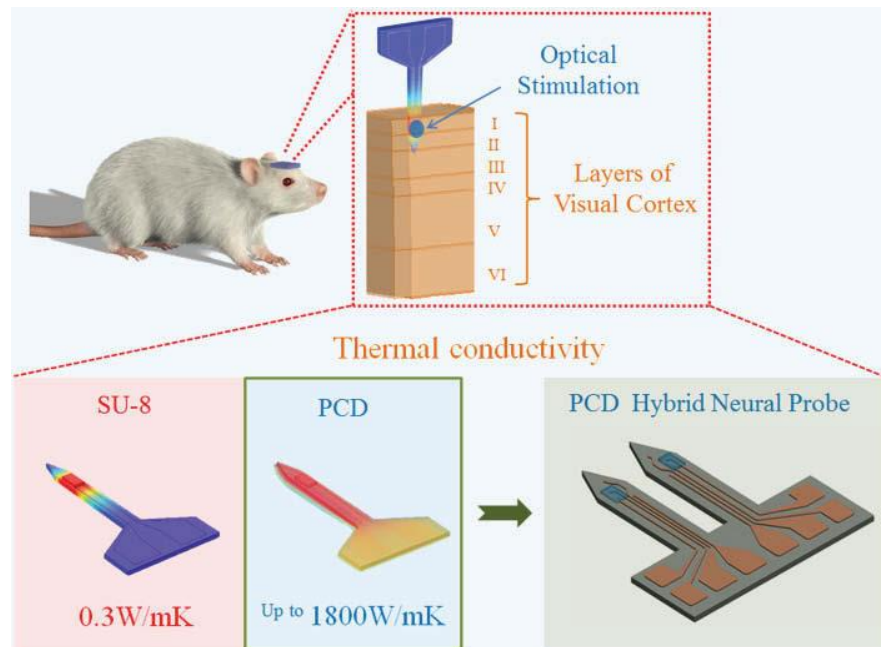 Optical
Stimulation
I
II
III
IV
V
VI
Layers of
Visual Cortex
Thermal conductivity
SU-8
PCD
PCD Hybrid Neural Probe
0.3W/mK
Up to 1800W/mK